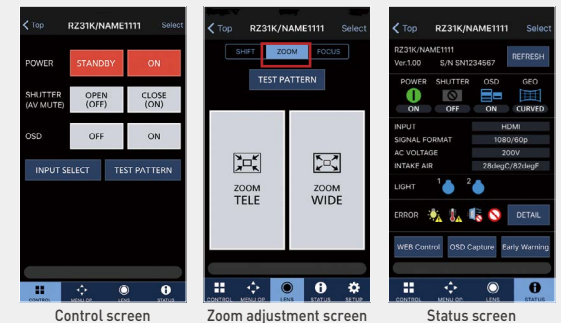 Top RZ31K/NAME1111 Select
POWER STANDBY ON
SHUTTER (AV MUTE) OPEN (OFF) CLOSE (ON)
OSD OFF ON
INPUT SELECT TEST PATTERN
CONTROL MENU OP. LENS STATUS
Control screen
Top RZ31K/NAME1111 Select
SHIFT ZOOM FOCUS
TEST PATTERN
ZOOM TELE
ZOOM WIDE
CONTROL MENU OP. LENS STATUS SETUP
Zoom adjustment screen
Top RZ31K/NAME1111 Select
RZ31K/NAME1111
Ver.1.00 S/N SN1234567 REFRESH
POWER SHUTTER OSD GEO
ON OFF ON CURVED
INPUT HDMI
SIGNAL FORMAT 1080/60p
AC VOLTAGE 200V
INTAKE AIR 28degC/82degF
LIGHT 1 2
ERROR DETAIL
WEB Control OSD Capture Early Warning
CONTROL MENU OP. LENS STATUS
Status screen